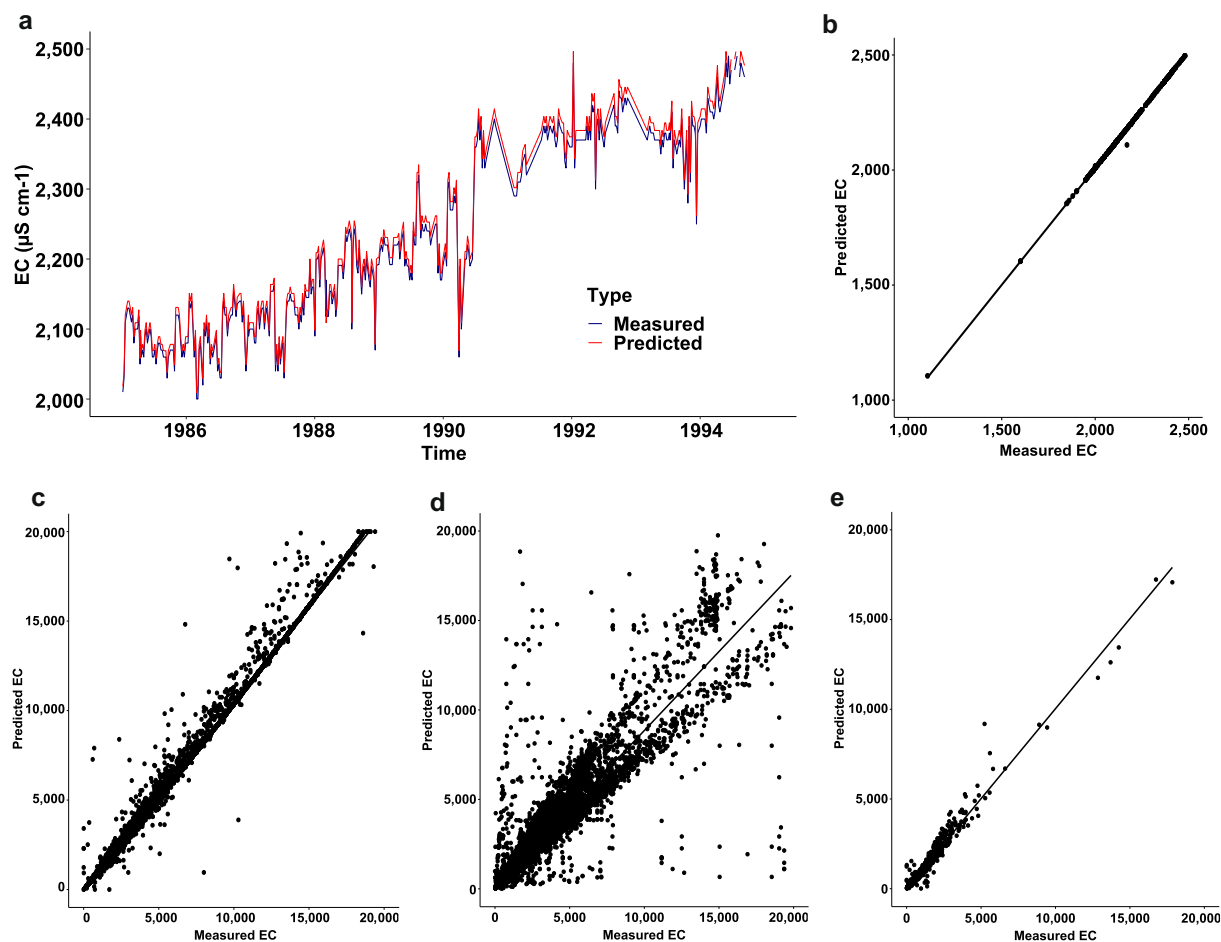 a
2,500
2,400
2,300
2,200
2,100
2,000
EC (µS cm-1)
1986
1988
1990
1992
1994
Time
Type
Measured
Predicted
b
2,500
2,000
1,500
1,000
Predicted EC
1,000
1,500
2,000
2,500
Measured EC
c
20,000
15,000
10,000
5,000
0
Predicted EC
0
5,000
10,000
15,000
20,000
Measured EC
d
20,000
15,000
10,000
5,000
0
Predicted EC
0
5,000
10,000
15,000
20,000
Measured EC
e
20,000
15,000
10,000
5,000
0
Predicted EC
0
5,000
10,000
15,000
20,000
Measured EC